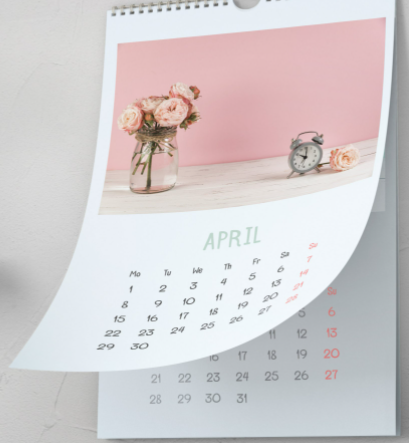 APRIL
Mo Tu We Th Fr Sa Su
1 2 3 4 5 6 7
8 9 10 11 12 13 14
15 16 17 18 19 20 21
22 23 24 25 26 27 28
29 30
Su
5 6
11 12 13
16 17 18 19 20
21 22 23 24 25 26 27
28 29 30 31